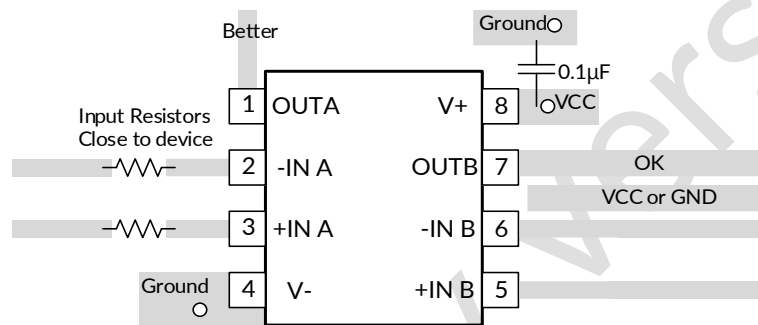 Better
Ground
0.1µF
VCC
1 OUTA V+ 8
Input Resistors
Close to device
2 -IN A OUTB 7 OK
VCC or GND
3 +IN A -IN B 6
Ground
4 V- +IN B 5